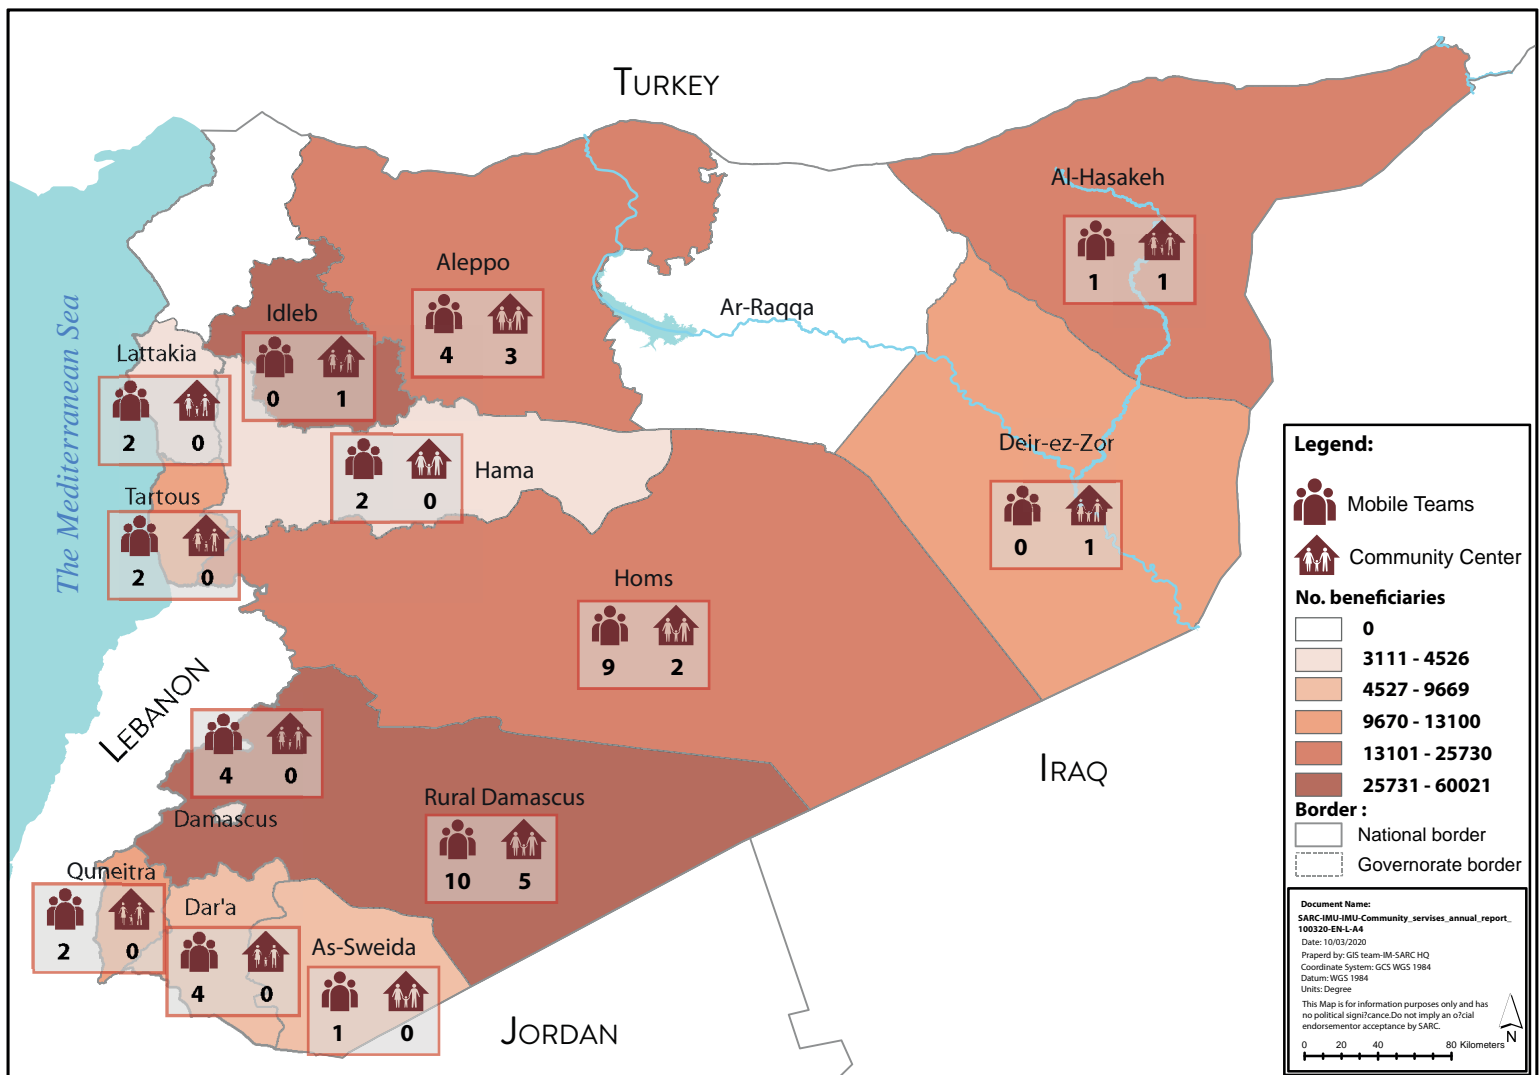 TURKEY
Al-Hasakeh
1 1
Aleppo
4 3
Ar-Raqqa
Idleb
0 1
The Mediterranean Sea
Lattakia
2 0
Hama
2 0
Deir-ez-Zor
0 1
Tartous
2 0
Homs
9 2
LEBANON
4 0
Damascus
Rural Damascus
10 5
IRAQ
Quneitra
2 0
Dar'a
4 0
As-Sweida
1 0
JORDAN
Legend:
Mobile Teams
Community Center
No. beneficiaries
0
3111 - 4526
4527 - 9669
9670 - 13100
13101 - 25730
25731 - 60021
Border :
National border
Governorate border
Document Name:
SARC-IMU-IMU-Community_servises_annual_report_
100320-EN-L-A4
Date: 10/03/2020
Praperd by: GIS team-IM-SARC HQ
Coordinate System: GCS WGS 1984
Datum: WGS 1984
Units: Degree
This Map is for information purposes only and has
no political signi?cance.Do not imply an o?cial
endorsementor acceptance by SARC.
N
0 20 40 80 Kilometers